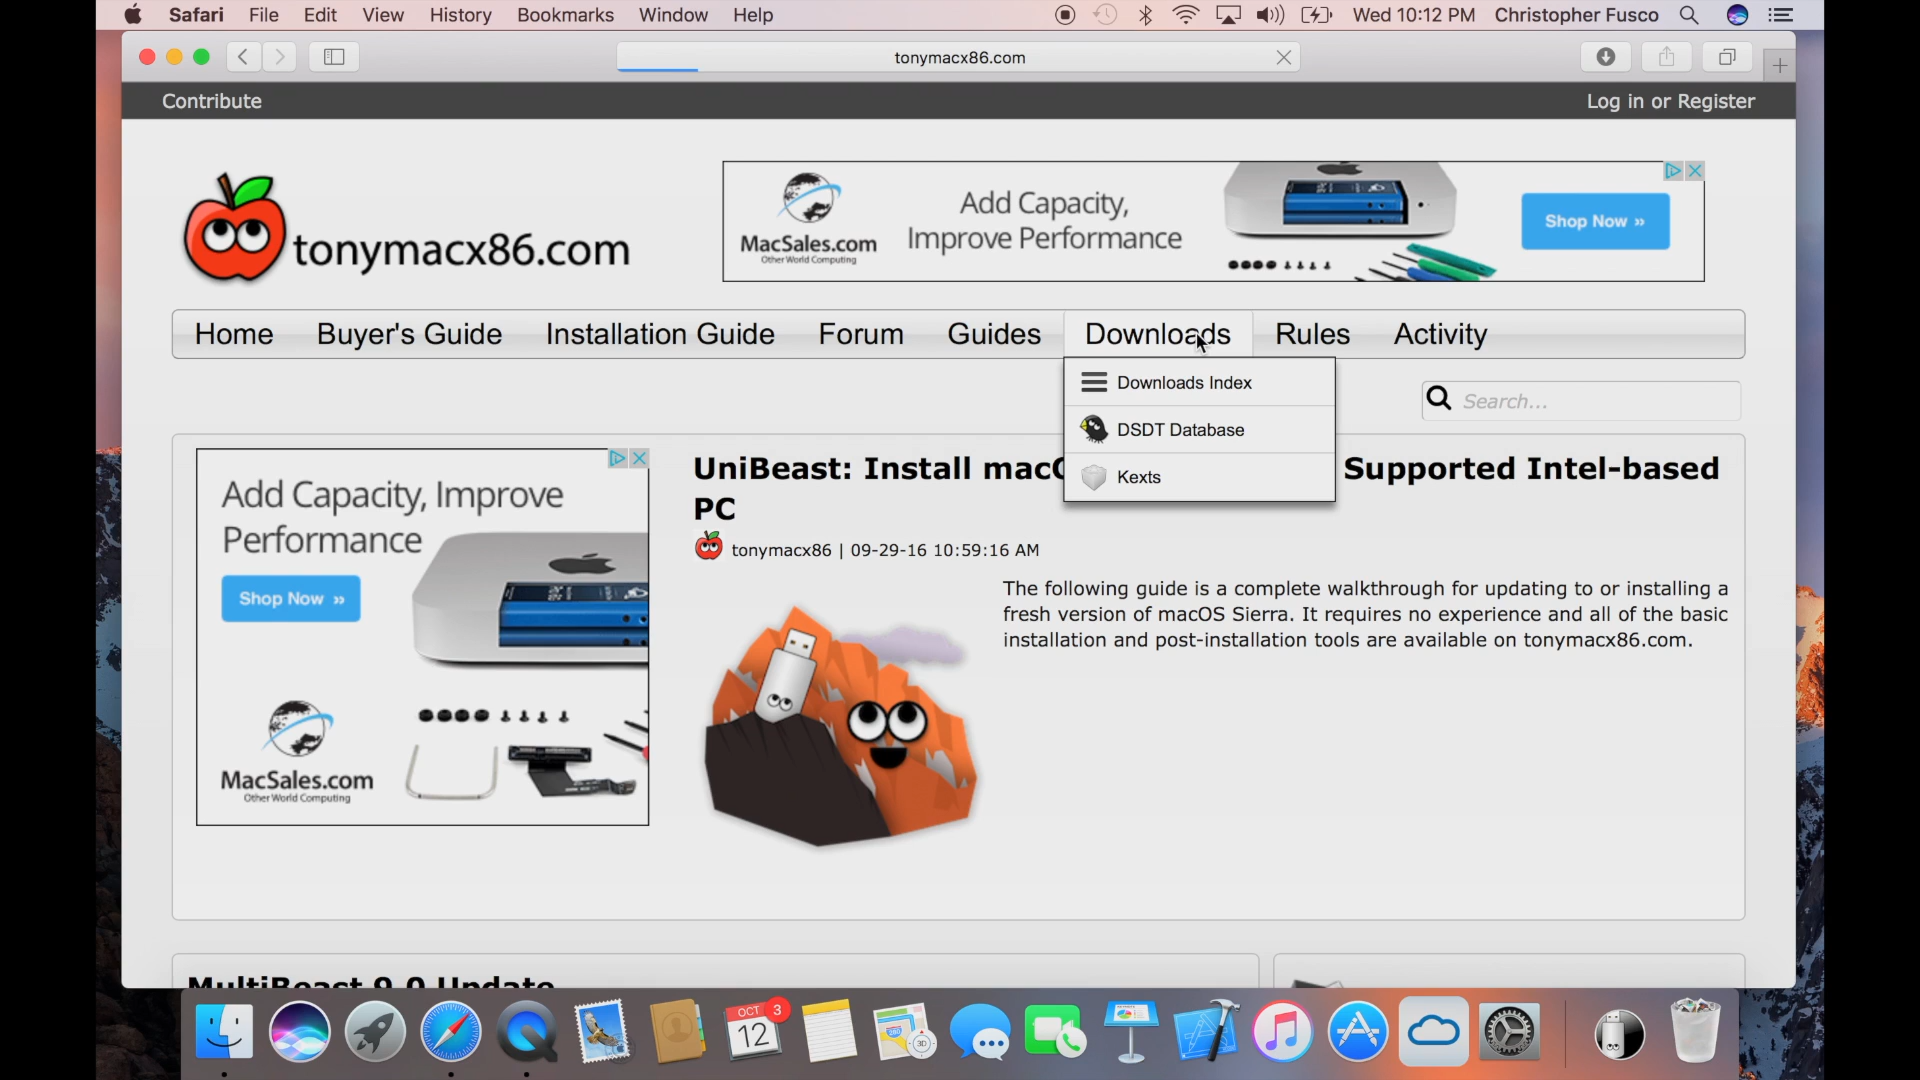 Safari File Edit View History Bookmarks Window Help Wed 10:12 PM Christopher Fusco
tonymacx86.com
Contribute Log in or Register
tonymacx86.com
MacSales.com
Other World Computing
Add Capacity,
Improve Performance
Shop Now »
Home Buyer's Guide Installation Guide Forum Guides Downloads Rules Activity
Downloads Index
DSDT Database
Kexts
Search...
Add Capacity, Improve
Performance
Shop Now »
MacSales.com
Other World Computing
UniBeast: Install mac Supported Intel-based
PC
tonymacx86 | 09-29-16 10:59:16 AM
The following guide is a complete walkthrough for updating to or installing a
fresh version of macOS Sierra. It requires no experience and all of the basic
installation and post-installation tools are available on tonymacx86.com.
MultiBeast 9.0 Update
OCT
12
3
3D